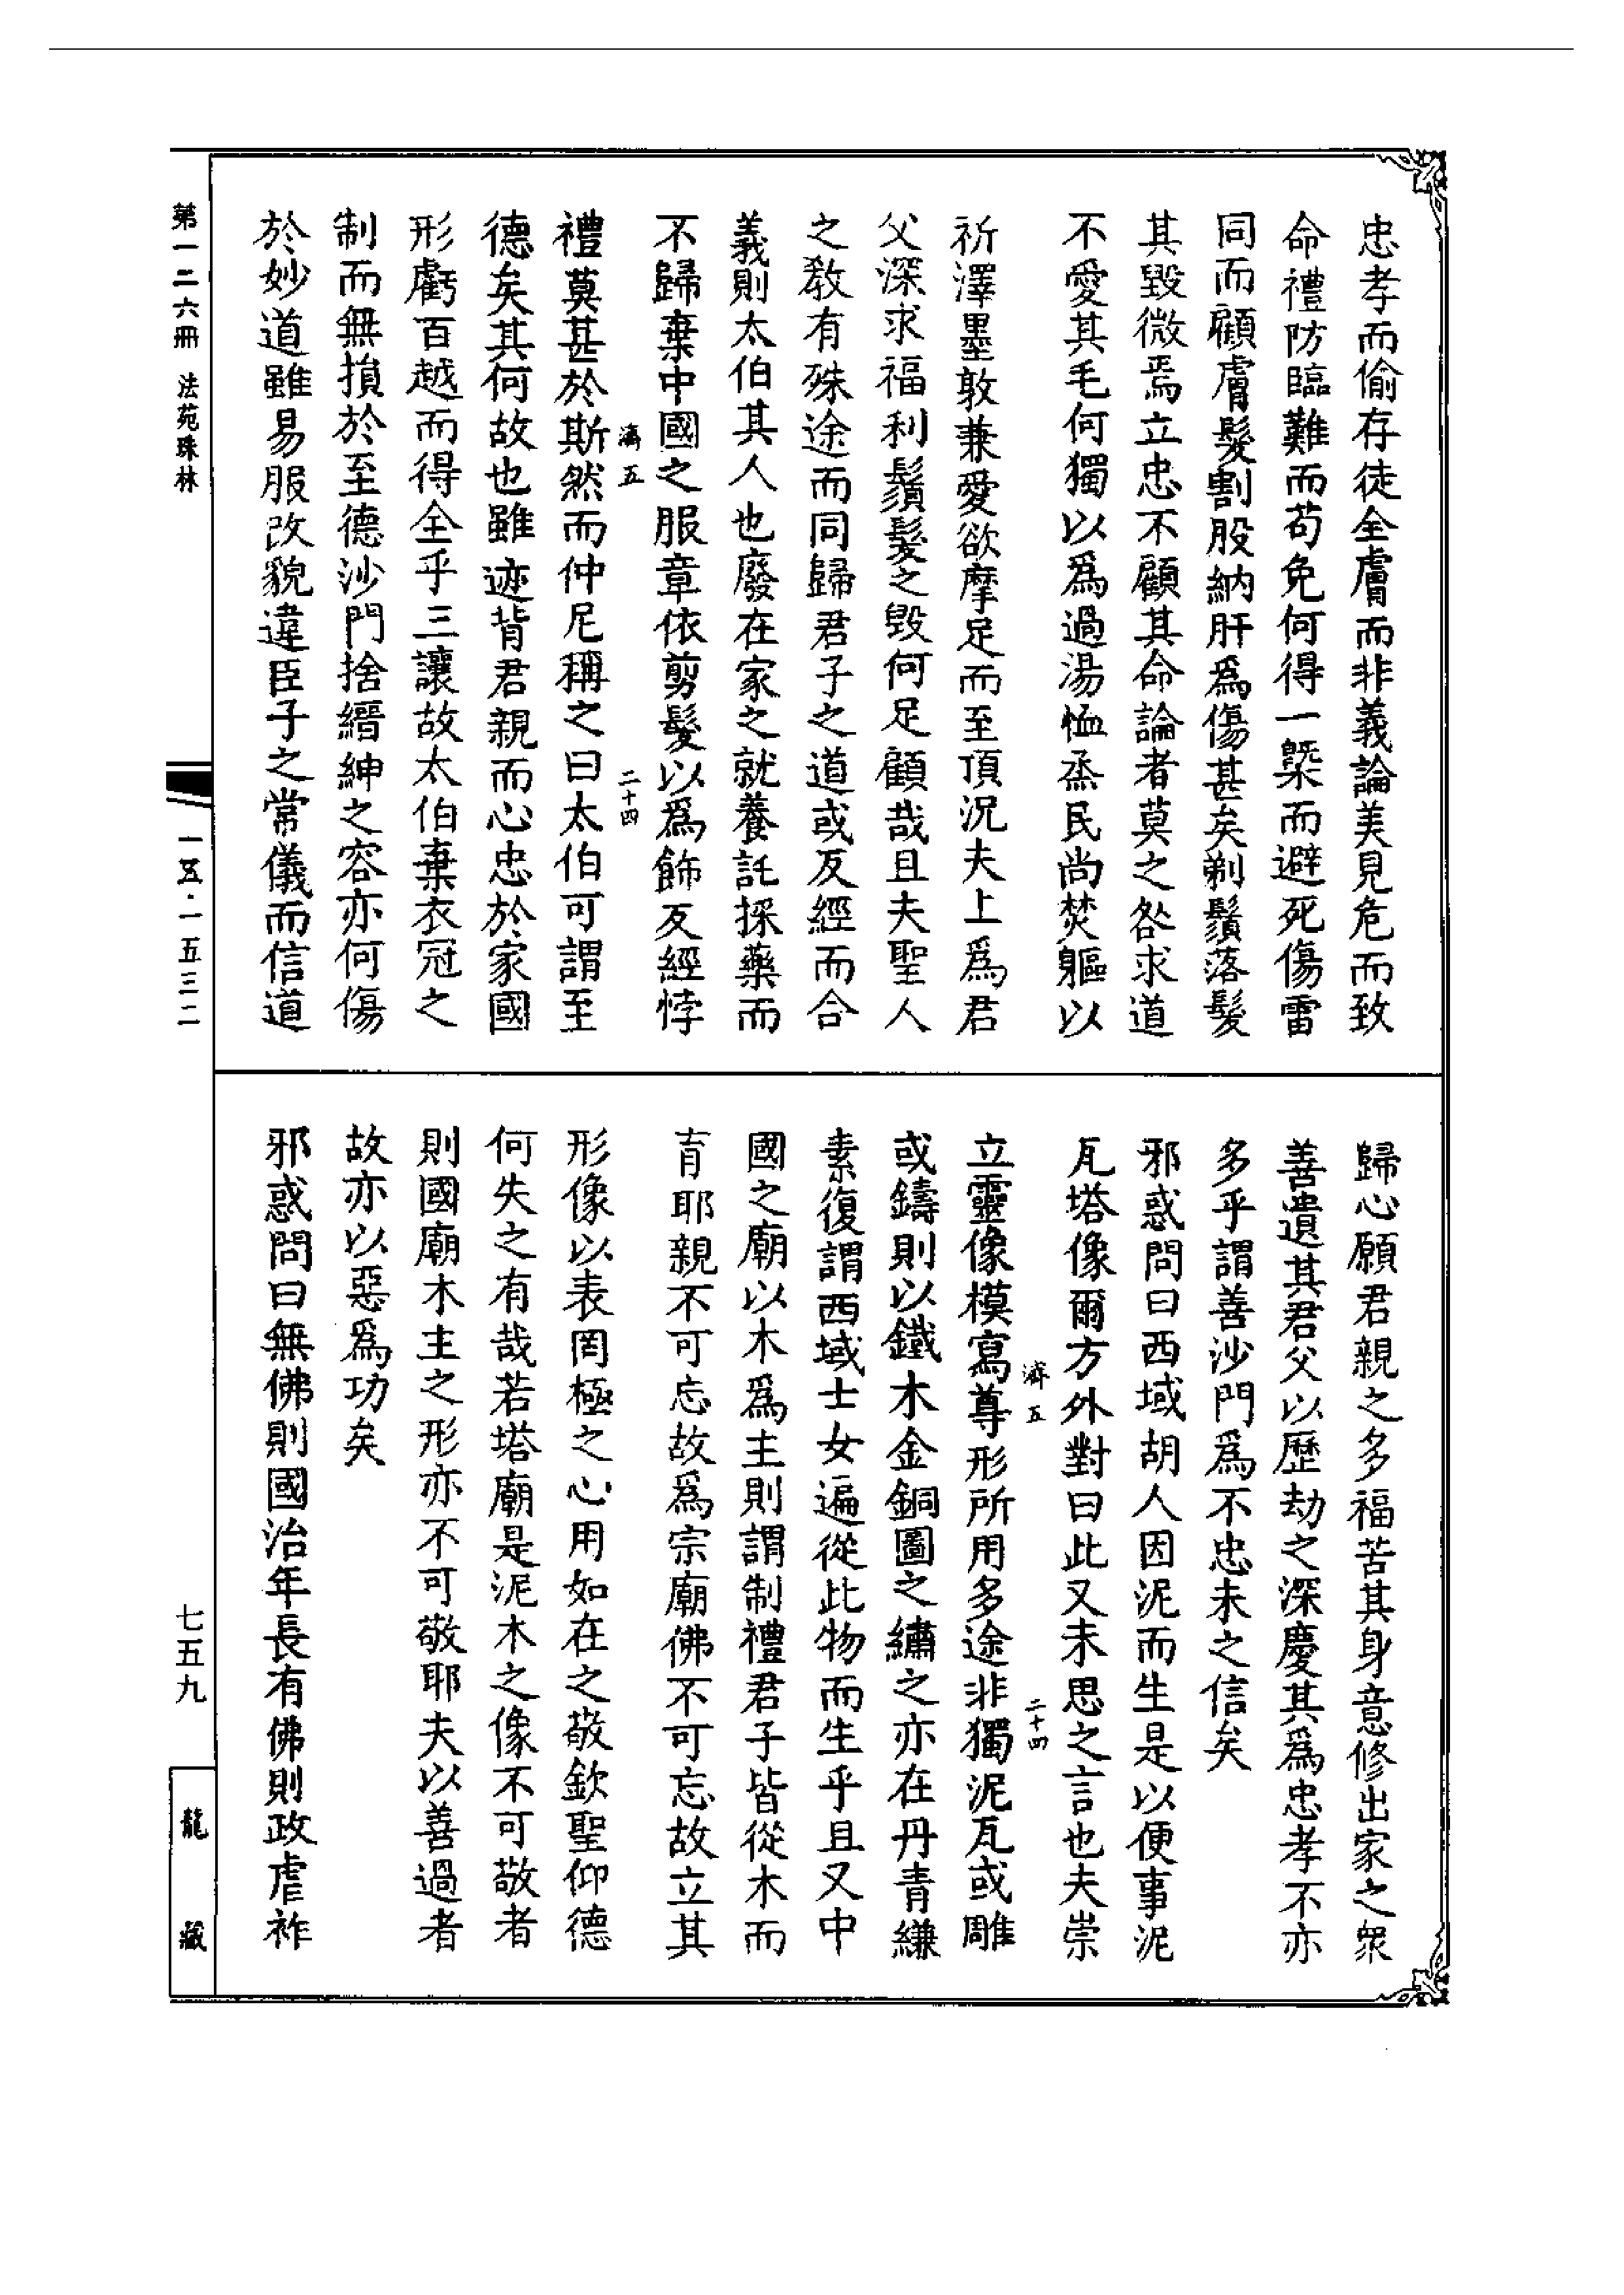 忠孝而偷存徒全膚而非義論美見危而致
命禮防臨難而苟免何得一槩而避死傷雷
同而顧膚髮割股納肝爲傷甚矣剃鬚落髮
其毀微焉立忠不顧其命論者莫之咎求道
不愛其毛何獨以爲過湯恤烝民尚焚軀以
祈澤墨敦兼愛欲摩足而至頂況夫上爲君
父深求福利鬚髮之毀何足顧哉且夫聖人
之教有殊途而同歸君子之道或反經而合
義則太伯其人也廢在家之就養託採藥而
不歸棄中國之服章依剪髮以爲飾反經悖
濟五 二十四
禮莫甚於斯然而仲尼稱之曰太伯可謂至
德矣其何故也雖迹背君親而心忠於家國
形虧百越而得全乎三讓故太伯棄衣冠之
制而無損於至德沙門捨縉紳之容亦何傷
於妙道雖易服改貌違臣子之常儀而信道
歸心願君親之多福苦其身意修出家之衆
善遺其君父以歷劫之深慶其爲忠孝不亦
多乎謂善沙門爲不忠未之信矣
邪惑問曰西域胡人因泥而生是以便事泥
瓦塔像爾方外對曰此又未思之言也夫崇
濟五 二十四
立靈像模寫尊形所用多途非獨泥瓦或雕
或鑄則以鐵木金銅圖之繡之亦在丹青縑
素復謂西域士女遍從此物而生乎且又中
國之廟以木爲主則謂制禮君子皆從木而
育耶親不可忘故爲宗廟佛不可忘故立其
形像以表罔極之心用如在之敬欽聖仰德
何失之有哉若塔廟是泥木之像不可敬者
則國廟木主之形亦不可敬耶夫以善過者
故亦以惡爲功矣
邪惑問曰無佛則國治年長有佛則政虐祚
第一二六冊 法苑珠林
一五·一五三二
七五九
龍藏